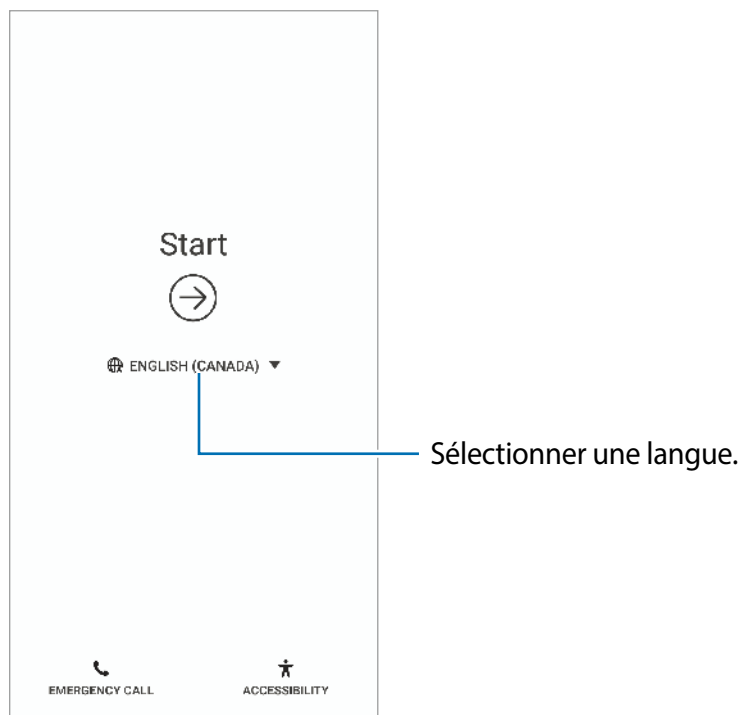 Start
ENGLISH (CANADA)
Sélectionner une langue.
EMERGENCY CALL
ACCESSIBILITY